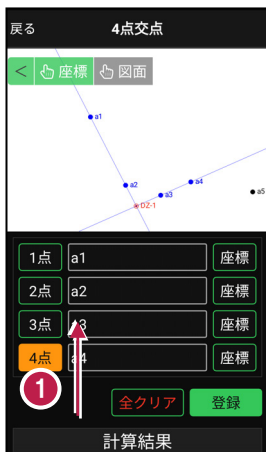 戻る 4点交点
< 座標 図面
a1
a2
a4
a3
a5
DZ-1
1点 a1 座標
2点 a2 座標
3点 a3 座標
4点 a4 座標
1
全クリア 登録
計算結果